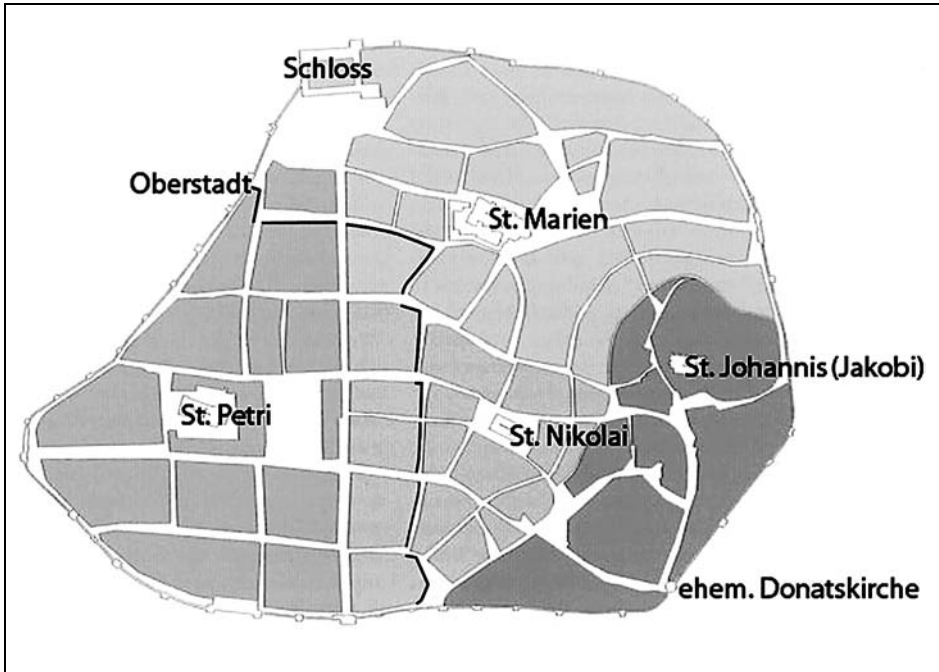 Schloss
Oberstadt
St. Marien
St. Johannis (Jakobi)
St. Petri
St. Nikolai
ehem. Donatskirche